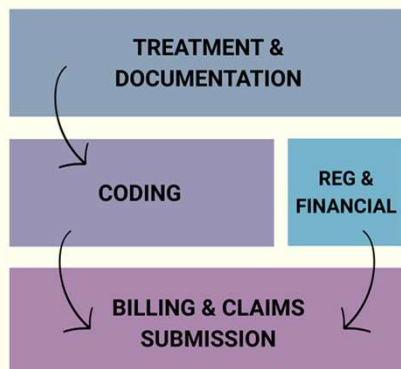 TREATMENT &
DOCUMENTATION
CODING
REG &
FINANCIAL
BILLING & CLAIMS
SUBMISSION